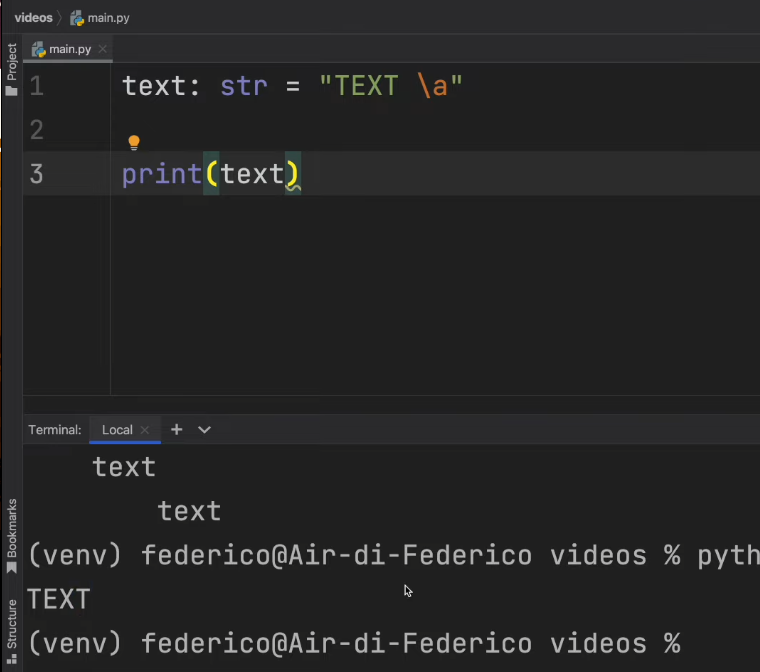 videos main.py
main.py
Project
1 text: str = "TEXT \a"
2
3 print(text)
Terminal: Local
text
text
(venv) federico@Air-di-Federico videos % pyth
TEXT
(venv) federico@Air-di-Federico videos %
Bookmarks
Structure